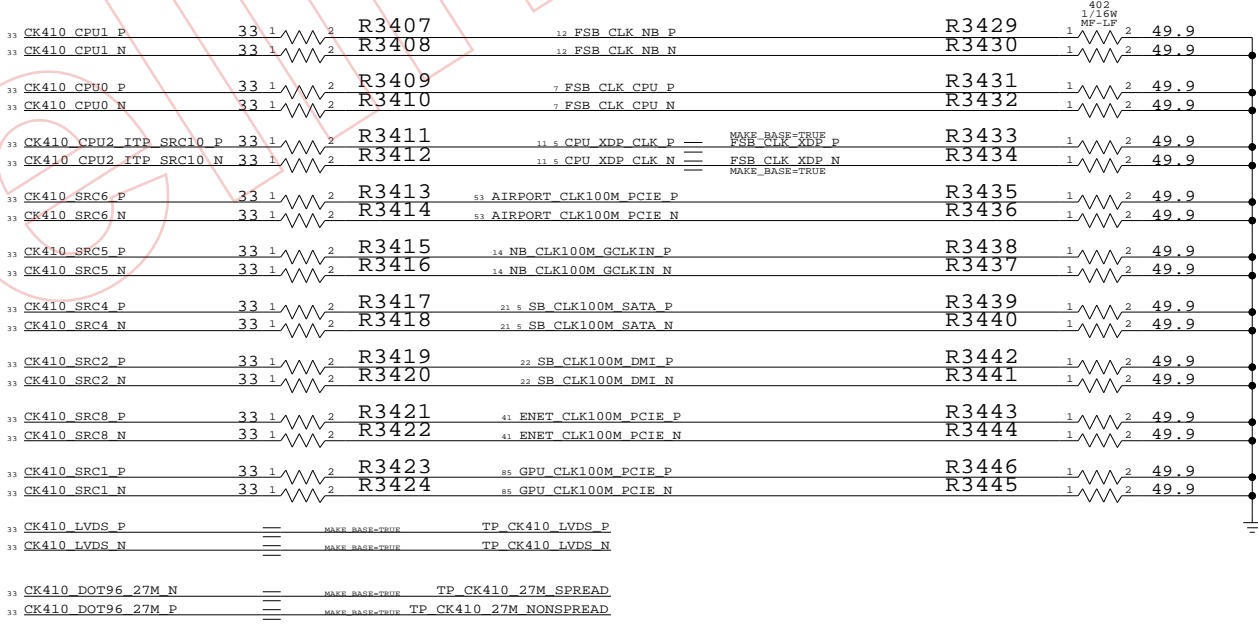 402
1/16W
MF-LF
33 CK410_CPU1_P 33 1 2 R3407 12 FSB_CLK_NB_P R3429 1 2 49.9
33 CK410_CPU1_N 33 1 2 R3408 12 FSB_CLK_NB_N R3430 1 2 49.9
33 CK410_CPU0_P 33 1 2 R3409 7 FSB_CLK_CPU_P R3431 1 2 49.9
33 CK410_CPU0_N 33 1 2 R3410 7 FSB_CLK_CPU_N R3432 1 2 49.9
MAKE_BASE=TRUE
33 CK410_CPU2_ITP_SRC10_P 33 1 2 R3411 11 5 CPU_XDP_CLK_P FSB_CLK_XDP_P R3433 1 2 49.9
33 CK410_CPU2_ITP_SRC10_N 33 1 2 R3412 11 5 CPU_XDP_CLK_N FSB_CLK_XDP_N R3434 1 2 49.9
MAKE_BASE=TRUE
33 CK410_SRC6_P 33 1 2 R3413 53 AIRPORT_CLK100M_PCIE_P R3435 1 2 49.9
33 CK410_SRC6_N 33 1 2 R3414 53 AIRPORT_CLK100M_PCIE_N R3436 1 2 49.9
33 CK410_SRC5_P 33 1 2 R3415 14 NB_CLK100M_GCLKIN_P R3438 1 2 49.9
33 CK410_SRC5_N 33 1 2 R3416 14 NB_CLK100M_GCLKIN_N R3437 1 2 49.9
33 CK410_SRC4_P 33 1 2 R3417 21 5 SB_CLK100M_SATA_P R3439 1 2 49.9
33 CK410_SRC4_N 33 1 2 R3418 21 5 SB_CLK100M_SATA_N R3440 1 2 49.9
33 CK410_SRC2_P 33 1 2 R3419 22 SB_CLK100M_DMI_P R3442 1 2 49.9
33 CK410_SRC2_N 33 1 2 R3420 22 SB_CLK100M_DMI_N R3441 1 2 49.9
33 CK410_SRC8_P 33 1 2 R3421 41 ENET_CLK100M_PCIE_P R3443 1 2 49.9
33 CK410_SRC8_N 33 1 2 R3422 41 ENET_CLK100M_PCIE_N R3444 1 2 49.9
33 CK410_SRC1_P 33 1 2 R3423 85 GPU_CLK100M_PCIE_P R3446 1 2 49.9
33 CK410_SRC1_N 33 1 2 R3424 85 GPU_CLK100M_PCIE_N R3445 1 2 49.9
33 CK410_LVDS_P MAKE_BASE=TRUE TP_CK410_LVDS_P
33 CK410_LVDS_N MAKE_BASE=TRUE TP_CK410_LVDS_N
33 CK410_DOT96_27M_N MAKE_BASE=TRUE TP_CK410_27M_SPREAD
33 CK410_DOT96_27M_P MAKE_BASE=TRUE TP_CK410_27M_NONSPREAD